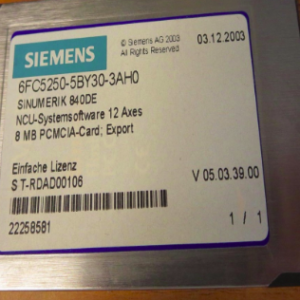 SIEMENS
© Siemens AG 2003
All Rights Reserved
03.12.2003
6FC5250-5BY30-3AH0
SINUMERIK 840DE
NCU-Systemsoftware 12 Axes
8 MB PCMCIA-Card; Export
Einfache Lizenz
S T-RDAD00106
V 05.03.39.00
22258581
1 / 1